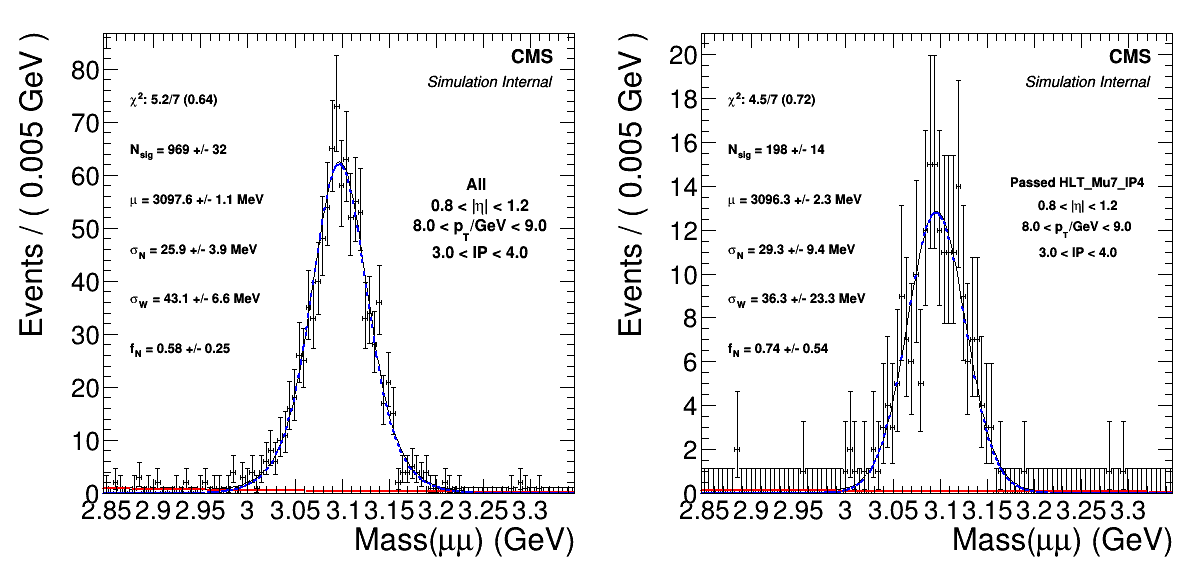 CMS
Simulation Internal
χ²: 5.2/7 (0.64)
N_sig = 969 +/- 32
μ = 3097.6 +/- 1.1 MeV
σ_N = 25.9 +/- 3.9 MeV
σ_W = 43.1 +/- 6.6 MeV
f_N = 0.58 +/- 0.25
All
0.8 < |η| < 1.2
8.0 < p_T/GeV < 9.0
3.0 < IP < 4.0
Events / ( 0.005 GeV )
80
70
60
50
40
30
20
10
0
2.85 2.9 2.95 3 3.05 3.1 3.15 3.2 3.25 3.3
Mass(μμ) (GeV)
CMS
Simulation Internal
χ²: 4.5/7 (0.72)
N_sig = 198 +/- 14
μ = 3096.3 +/- 2.3 MeV
σ_N = 29.3 +/- 9.4 MeV
σ_W = 36.3 +/- 23.3 MeV
f_N = 0.74 +/- 0.54
Passed HLT_Mu7_IP4
0.8 < |η| < 1.2
8.0 < p_T/GeV < 9.0
3.0 < IP < 4.0
Events / ( 0.005 GeV )
20
18
16
14
12
10
8
6
4
2
0
2.85 2.9 2.95 3 3.05 3.1 3.15 3.2 3.25 3.3
Mass(μμ) (GeV)